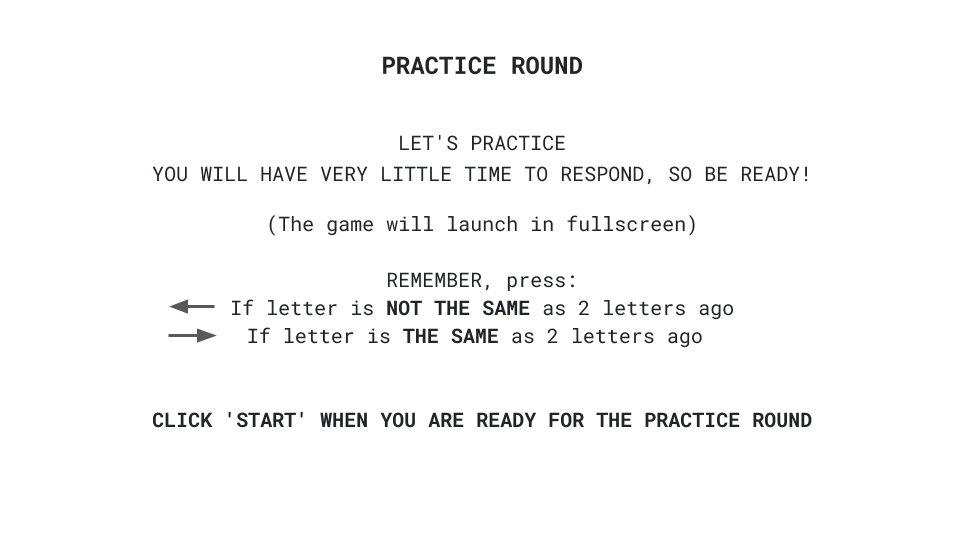 PRACTICE ROUND
LET'S PRACTICE
YOU WILL HAVE VERY LITTLE TIME TO RESPOND, SO BE READY!
(The game will launch in fullscreen)
REMEMBER, press:
If letter is NOT THE SAME as 2 letters ago
If letter is THE SAME as 2 letters ago
CLICK 'START' WHEN YOU ARE READY FOR THE PRACTICE ROUND